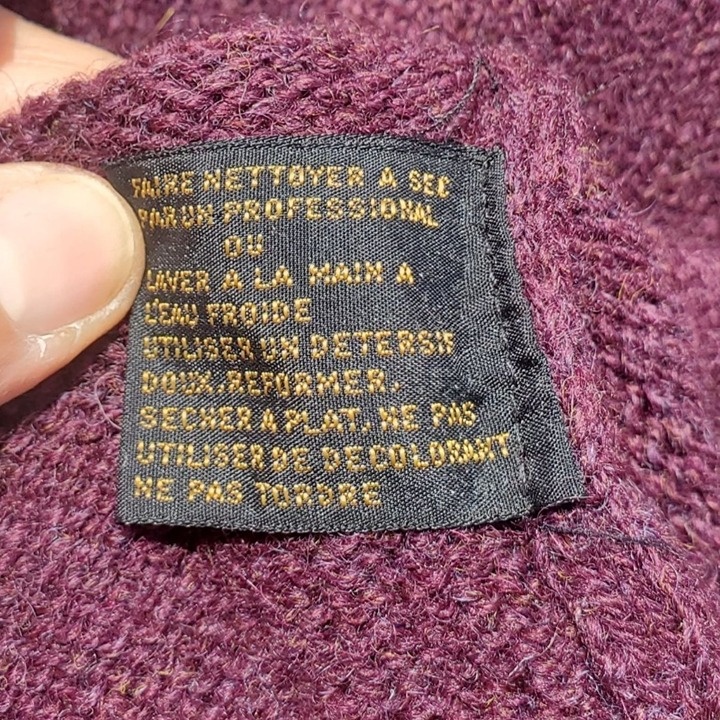 FAIRE NETTOYER A SEC
PAR UN PROFESSIONAL
OU
LAVER A LA MAIN A
L'EAU FROIDE
UTILISER UN DETERSIF
DOUX. REFORMER.
SECHER A PLAT. NE PAS
UTILISER DE DECOLORANT
NE PAS TORDRE